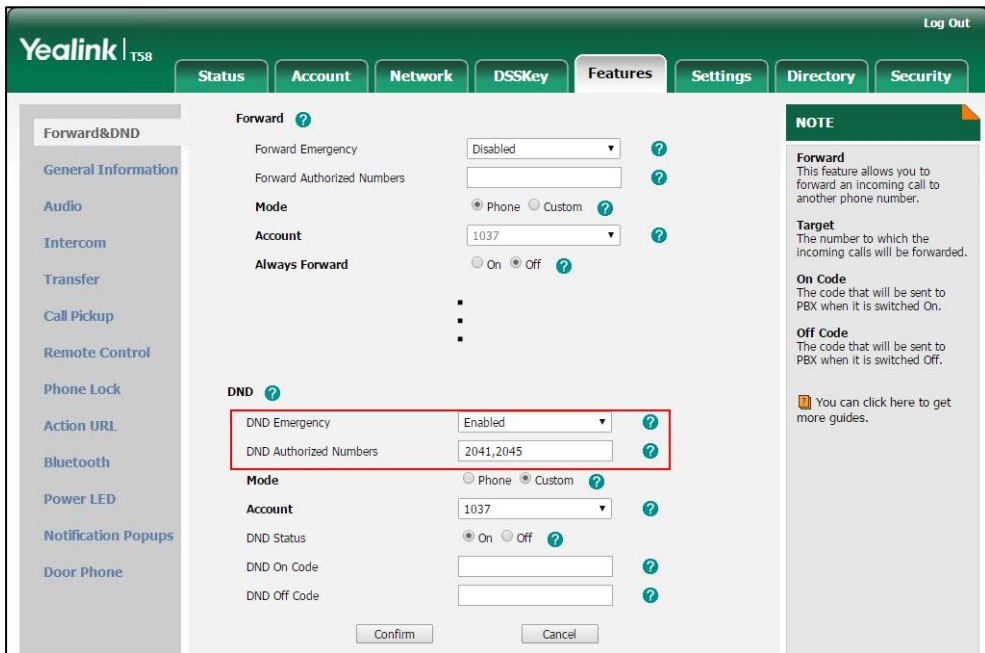 Log Out
Yealink | T58
Status Account Network DSSKey Features Settings Directory Security
Forward&DND
General Information
Audio
Intercom
Transfer
Call Pickup
Remote Control
Phone Lock
Action URL
Bluetooth
Power LED
Notification Popups
Door Phone
Forward ?
Forward Emergency Disabled ?
Forward Authorized Numbers ?
Mode Phone Custom ?
Account 1037 ?
Always Forward On Off ?
DND ?
DND Emergency Enabled ?
DND Authorized Numbers 2041,2045 ?
Mode Phone Custom ?
Account 1037 ?
DND Status On Off ?
DND On Code ?
DND Off Code ?
Confirm Cancel
NOTE
Forward
This feature allows you to
forward an incoming call to
another phone number.
Target
The number to which the
incoming calls will be forwarded.
On Code
The code that will be sent to
PBX when it is switched On.
Off Code
The code that will be sent to
PBX when it is switched Off.
? You can click here to get
more guides.